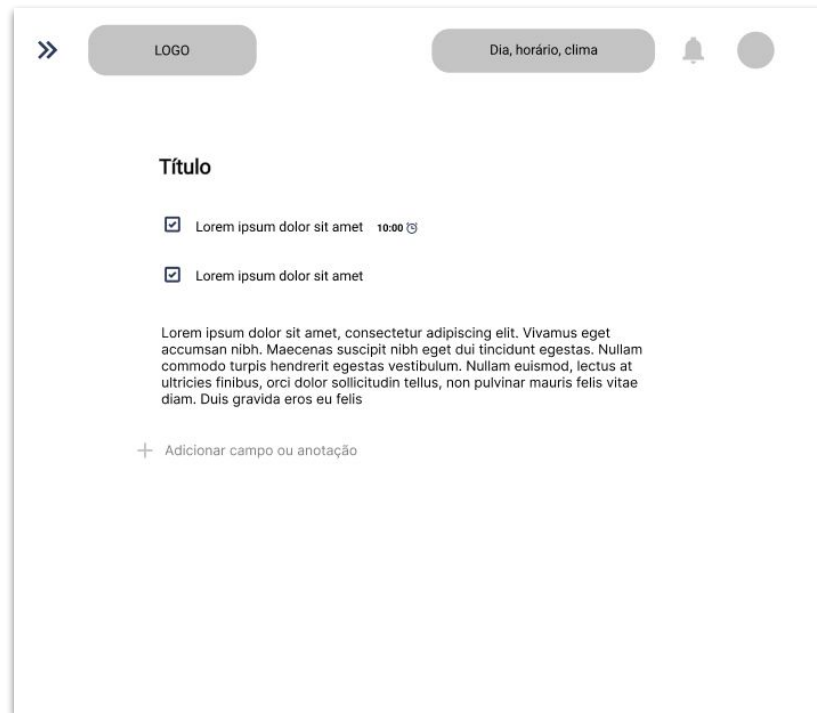 LOGO
Dia, horário, clima
Título
Lorem ipsum dolor sit amet 10:00
Lorem ipsum dolor sit amet
Lorem ipsum dolor sit amet, consectetur adipiscing elit. Vivamus eget
accumsan nibh. Maecenas suscipit nibh eget dui tincidunt egestas. Nullam
commodo turpis hendrerit egestas vestibulum. Nullam euismod, lectus at
ultricies finibus, orci dolor sollicitudin tellus, non pulvinar mauris felis vitae
diam. Duis gravida eros eu felis
Adicionar campo ou anotação